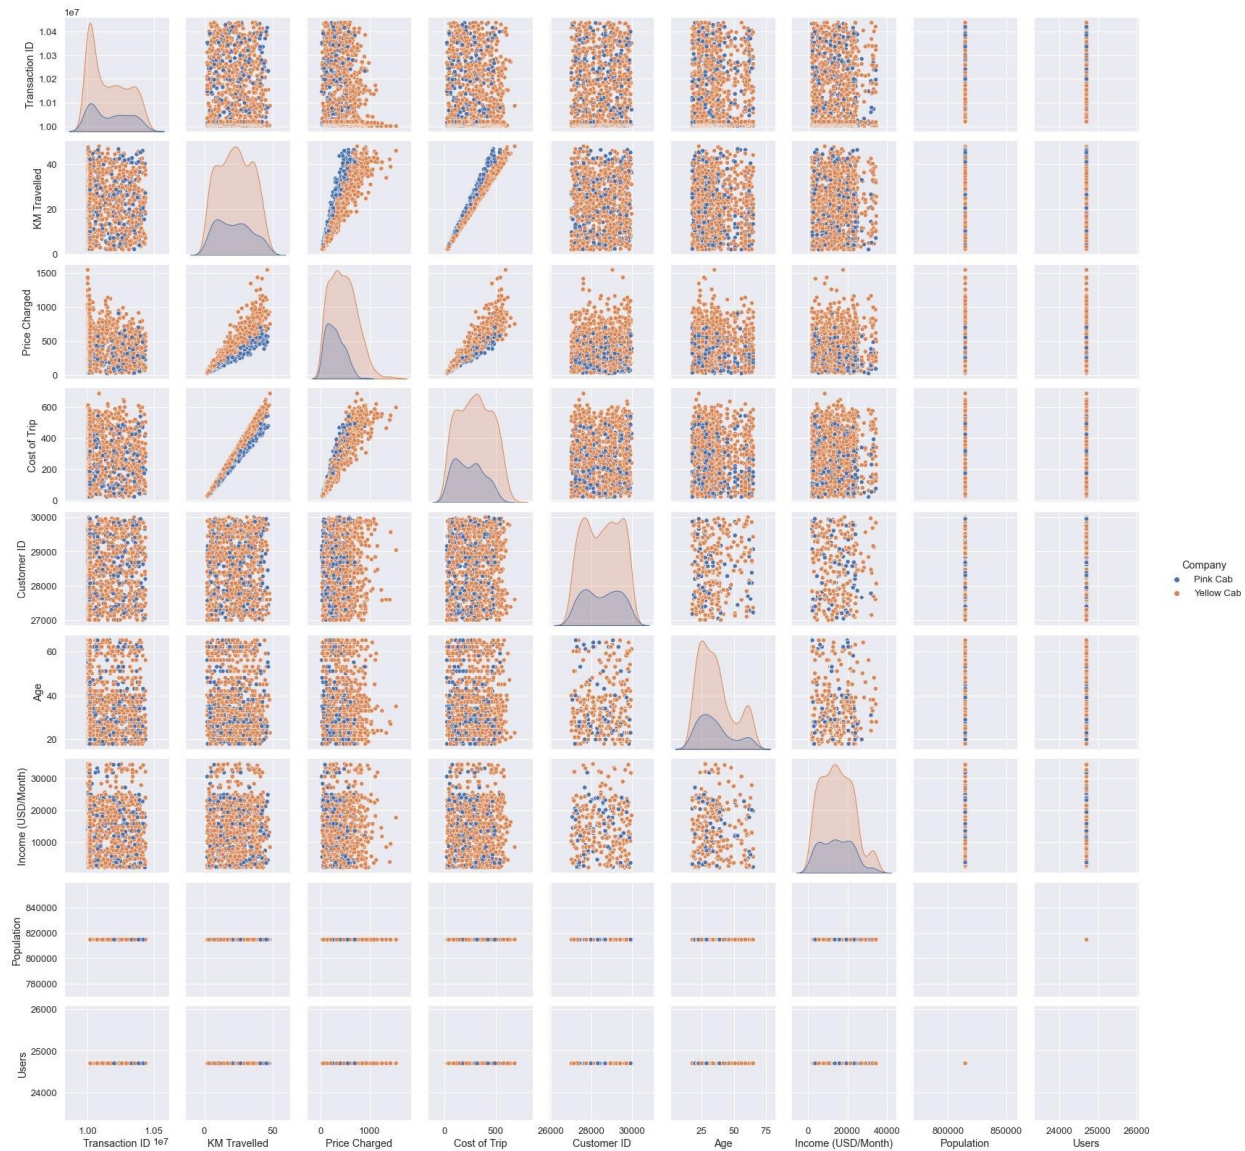 1e7
1.04
1.03
1.02
1.01
1.00
Transaction ID
40
20
0
KM Travelled
1500
1000
500
0
Price Charged
600
400
200
0
Cost of Trip
30000
29000
28000
27000
Customer ID
Company
Pink Cab
Yellow Cab
60
40
20
Age
30000
20000
10000
Income (USD/Month)
840000
820000
800000
780000
Population
26000
25000
24000
Users
1.00 1.05 0 50 0 1000 0 500 26000 28000 30000 25 50 75 0 20000 40000 800000 850000 24000 25000 26000
Transaction ID 1e7 KM Travelled Price Charged Cost of Trip Customer ID Age Income (USD/Month) Population Users